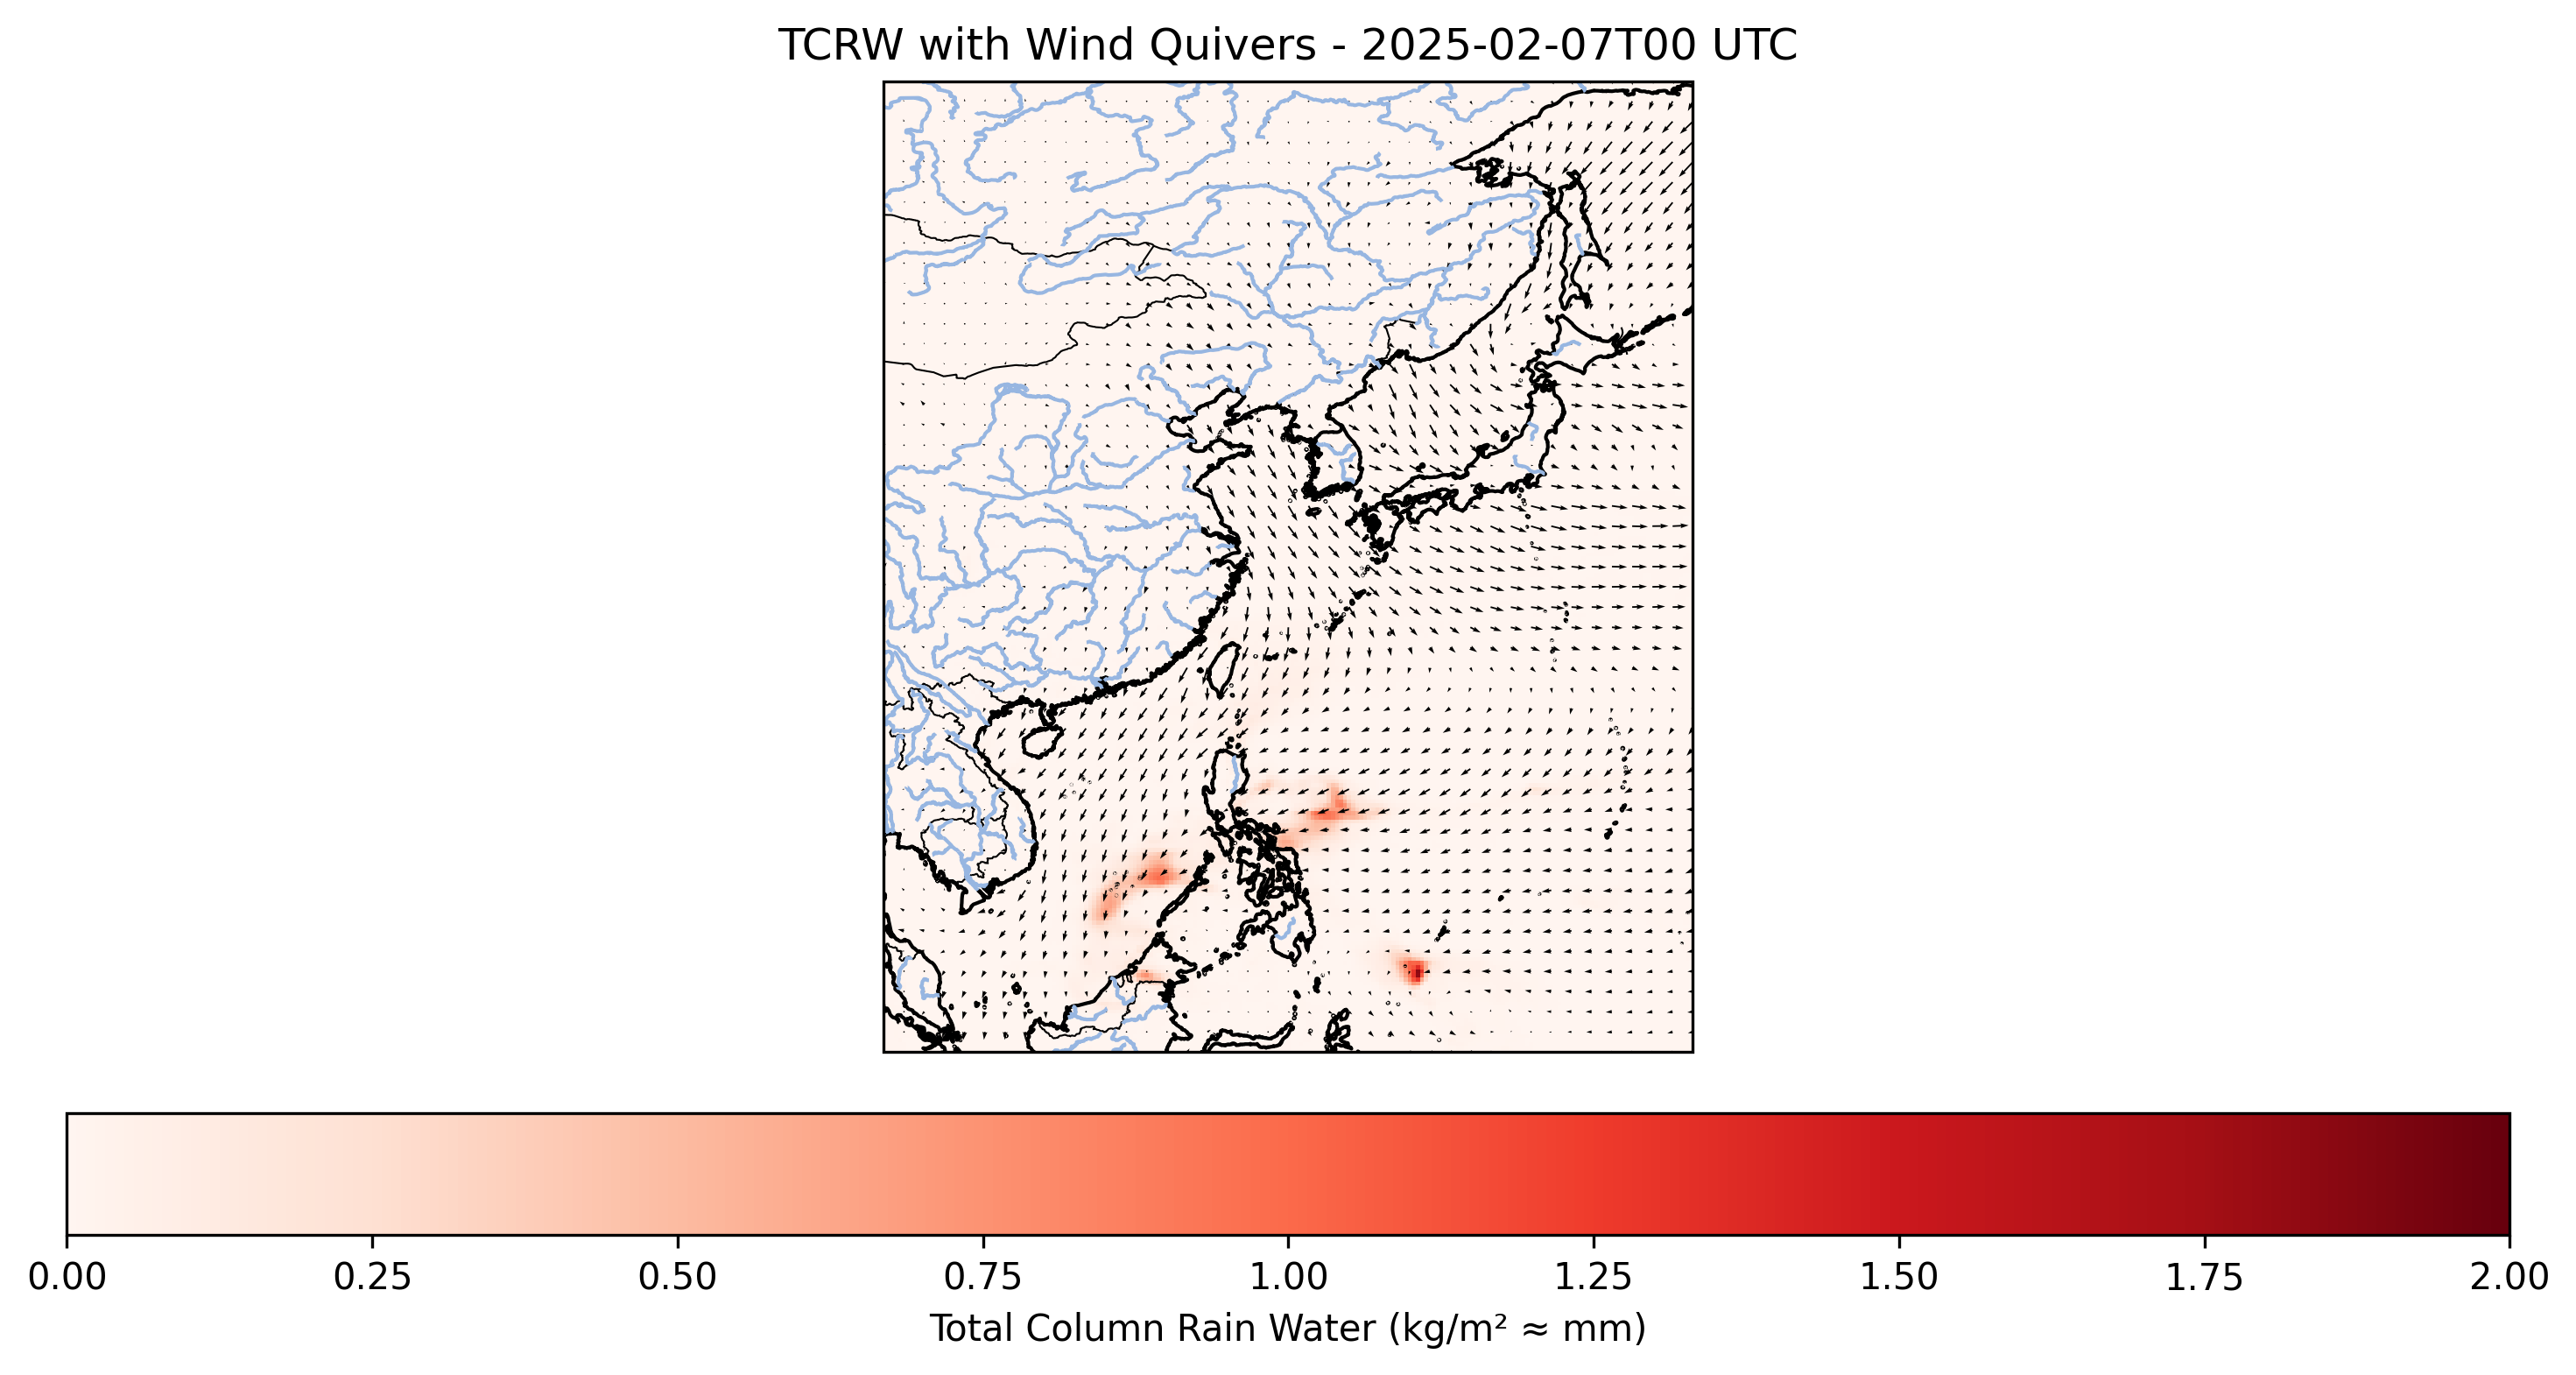 TCRW with Wind Quivers - 2025-02-07T00 UTC
0.00 0.25 0.50 0.75 1.00 1.25 1.50 1.75 2.00
Total Column Rain Water (kg/m² ≈ mm)